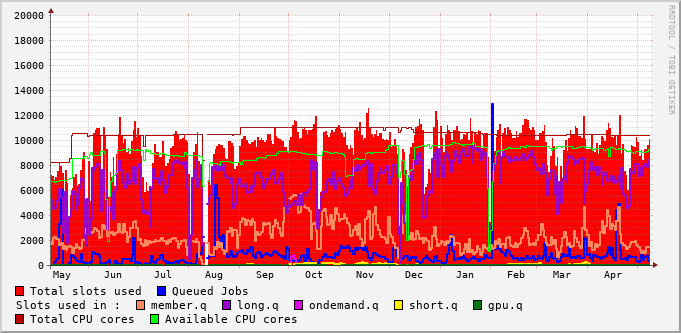 20000
18000
16000
14000
12000
10000
8000
6000
4000
2000
0
May Jun Jul Aug Sep Oct Nov Dec Jan Feb Mar Apr
RRDTOOL / TOBI OETIKER
Total slots used Queued Jobs
Slots used in : member.q long.q ondemand.q short.q gpu.q
Total CPU cores Available CPU cores